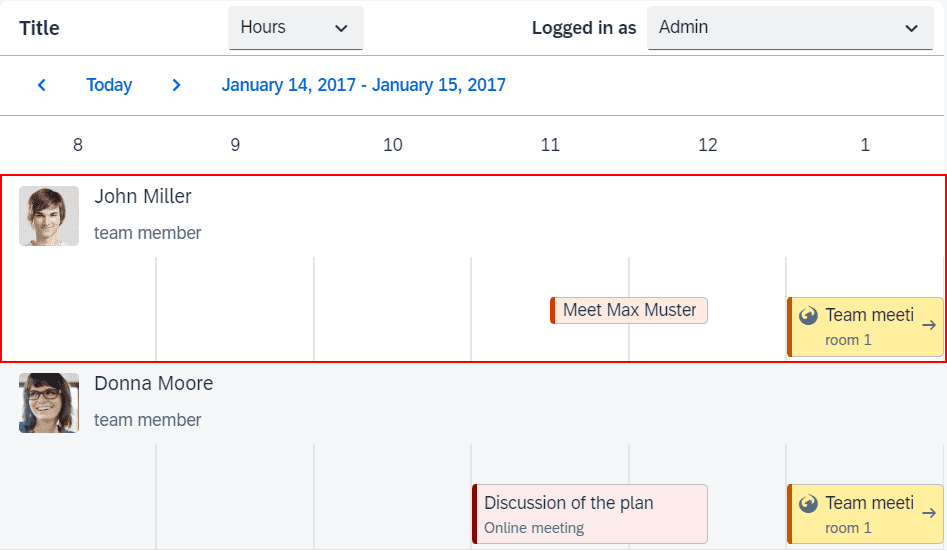 Title Hours Logged in as Admin
Today January 14, 2017 - January 15, 2017
8 9 10 11 12 1
John Miller
team member
Meet Max Muster Team meeti
room 1
Donna Moore
team member
Discussion of the plan Team meeti
Online meeting room 1